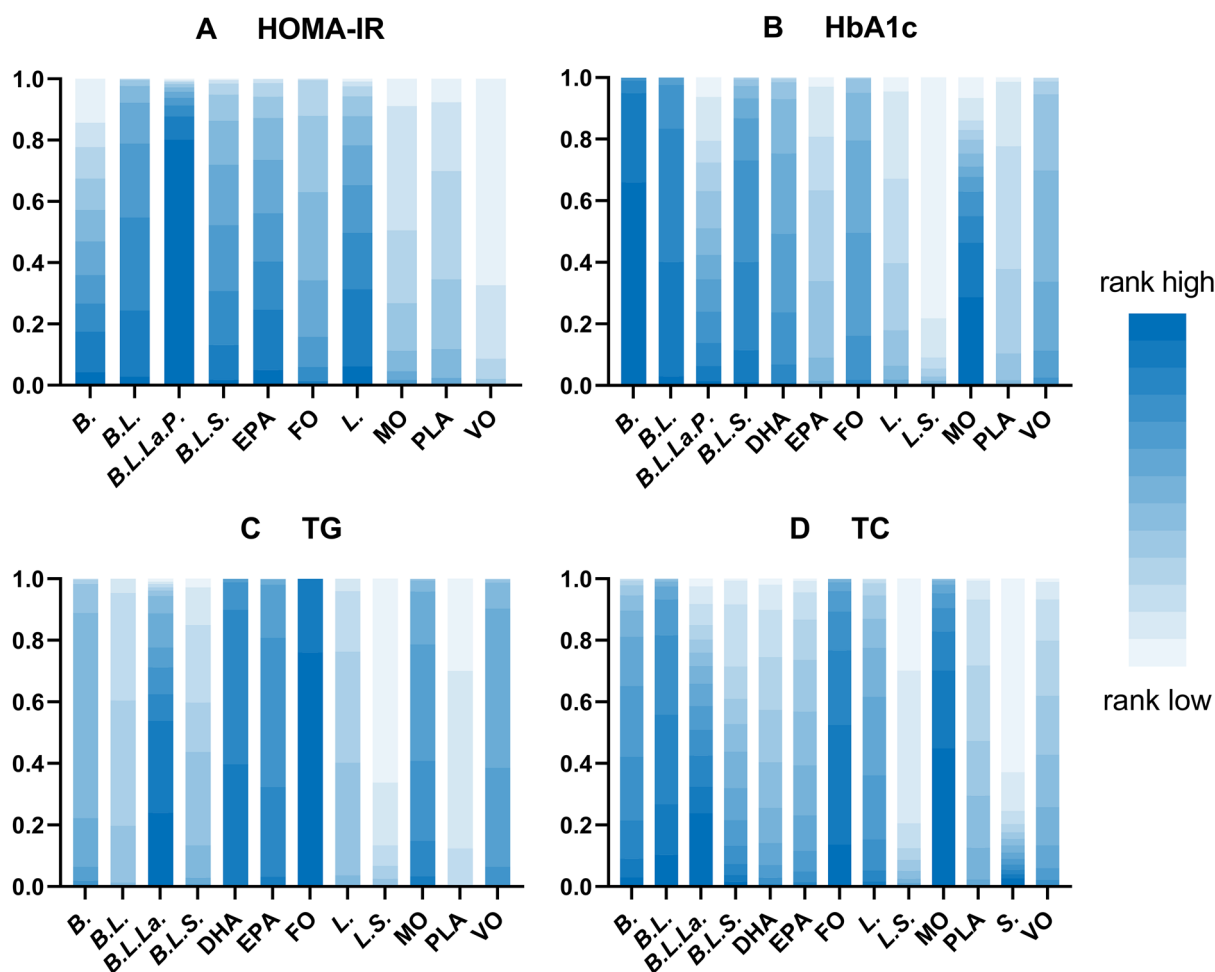 A HOMA-IR
1.0
0.8
0.6
0.4
0.2
0.0
B. B.L. B.L.La.P. B.L.S. EPA FO L. MO PLA VO
B HbA1c
1.0
0.8
0.6
0.4
0.2
0.0
B. B.L. B.L.La.P. B.L.S. DHA EPA FO L. L.S. MO PLA VO
rank high
rank low
C TG
1.0
0.8
0.6
0.4
0.2
0.0
B. B.L. B.L.La. B.L.S. DHA EPA FO L. L.S. MO PLA VO
D TC
1.0
0.8
0.6
0.4
0.2
0.0
B. B.L. B.L.La. B.L.S. DHA EPA FO L. L.S. MO PLA S. VO